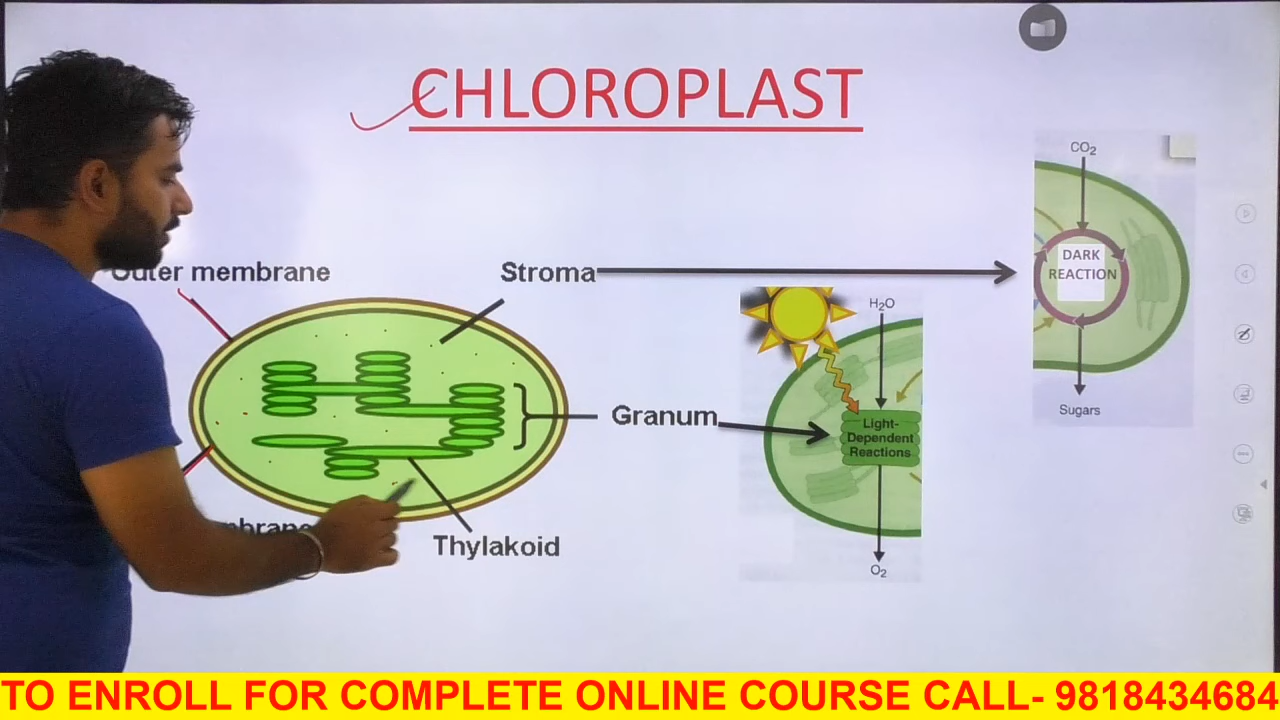 CHLOROPLAST
CO₂
DARK
REACTION
Sugars
Outer membrane
Stroma
H₂O
Granum
Light-
Dependent
Reactions
O₂
Thylakoid
TO ENROLL FOR COMPLETE ONLINE COURSE CALL- 9818434684